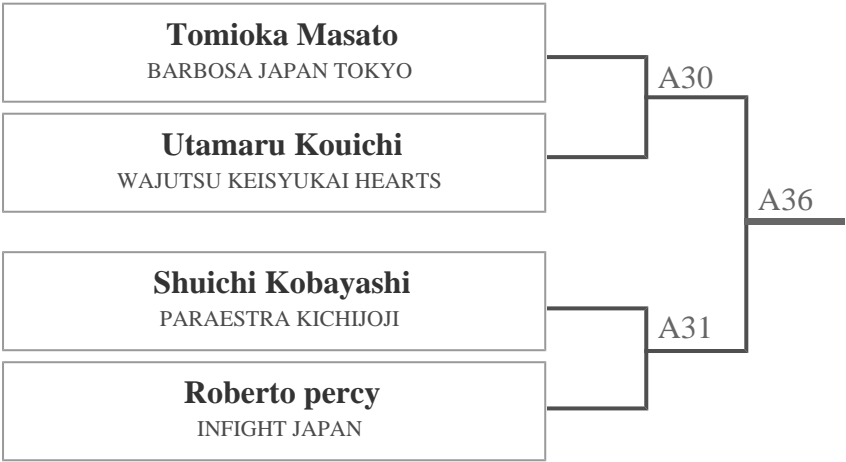 Tomioka Masato
BARBOSA JAPAN TOKYO
A30
Utamaru Kouichi
WAJUTSU KEISYUKAI HEARTS
A36
Shuichi Kobayashi
PARAESTRA KICHIJOJI
A31
Roberto percy
INFIGHT JAPAN